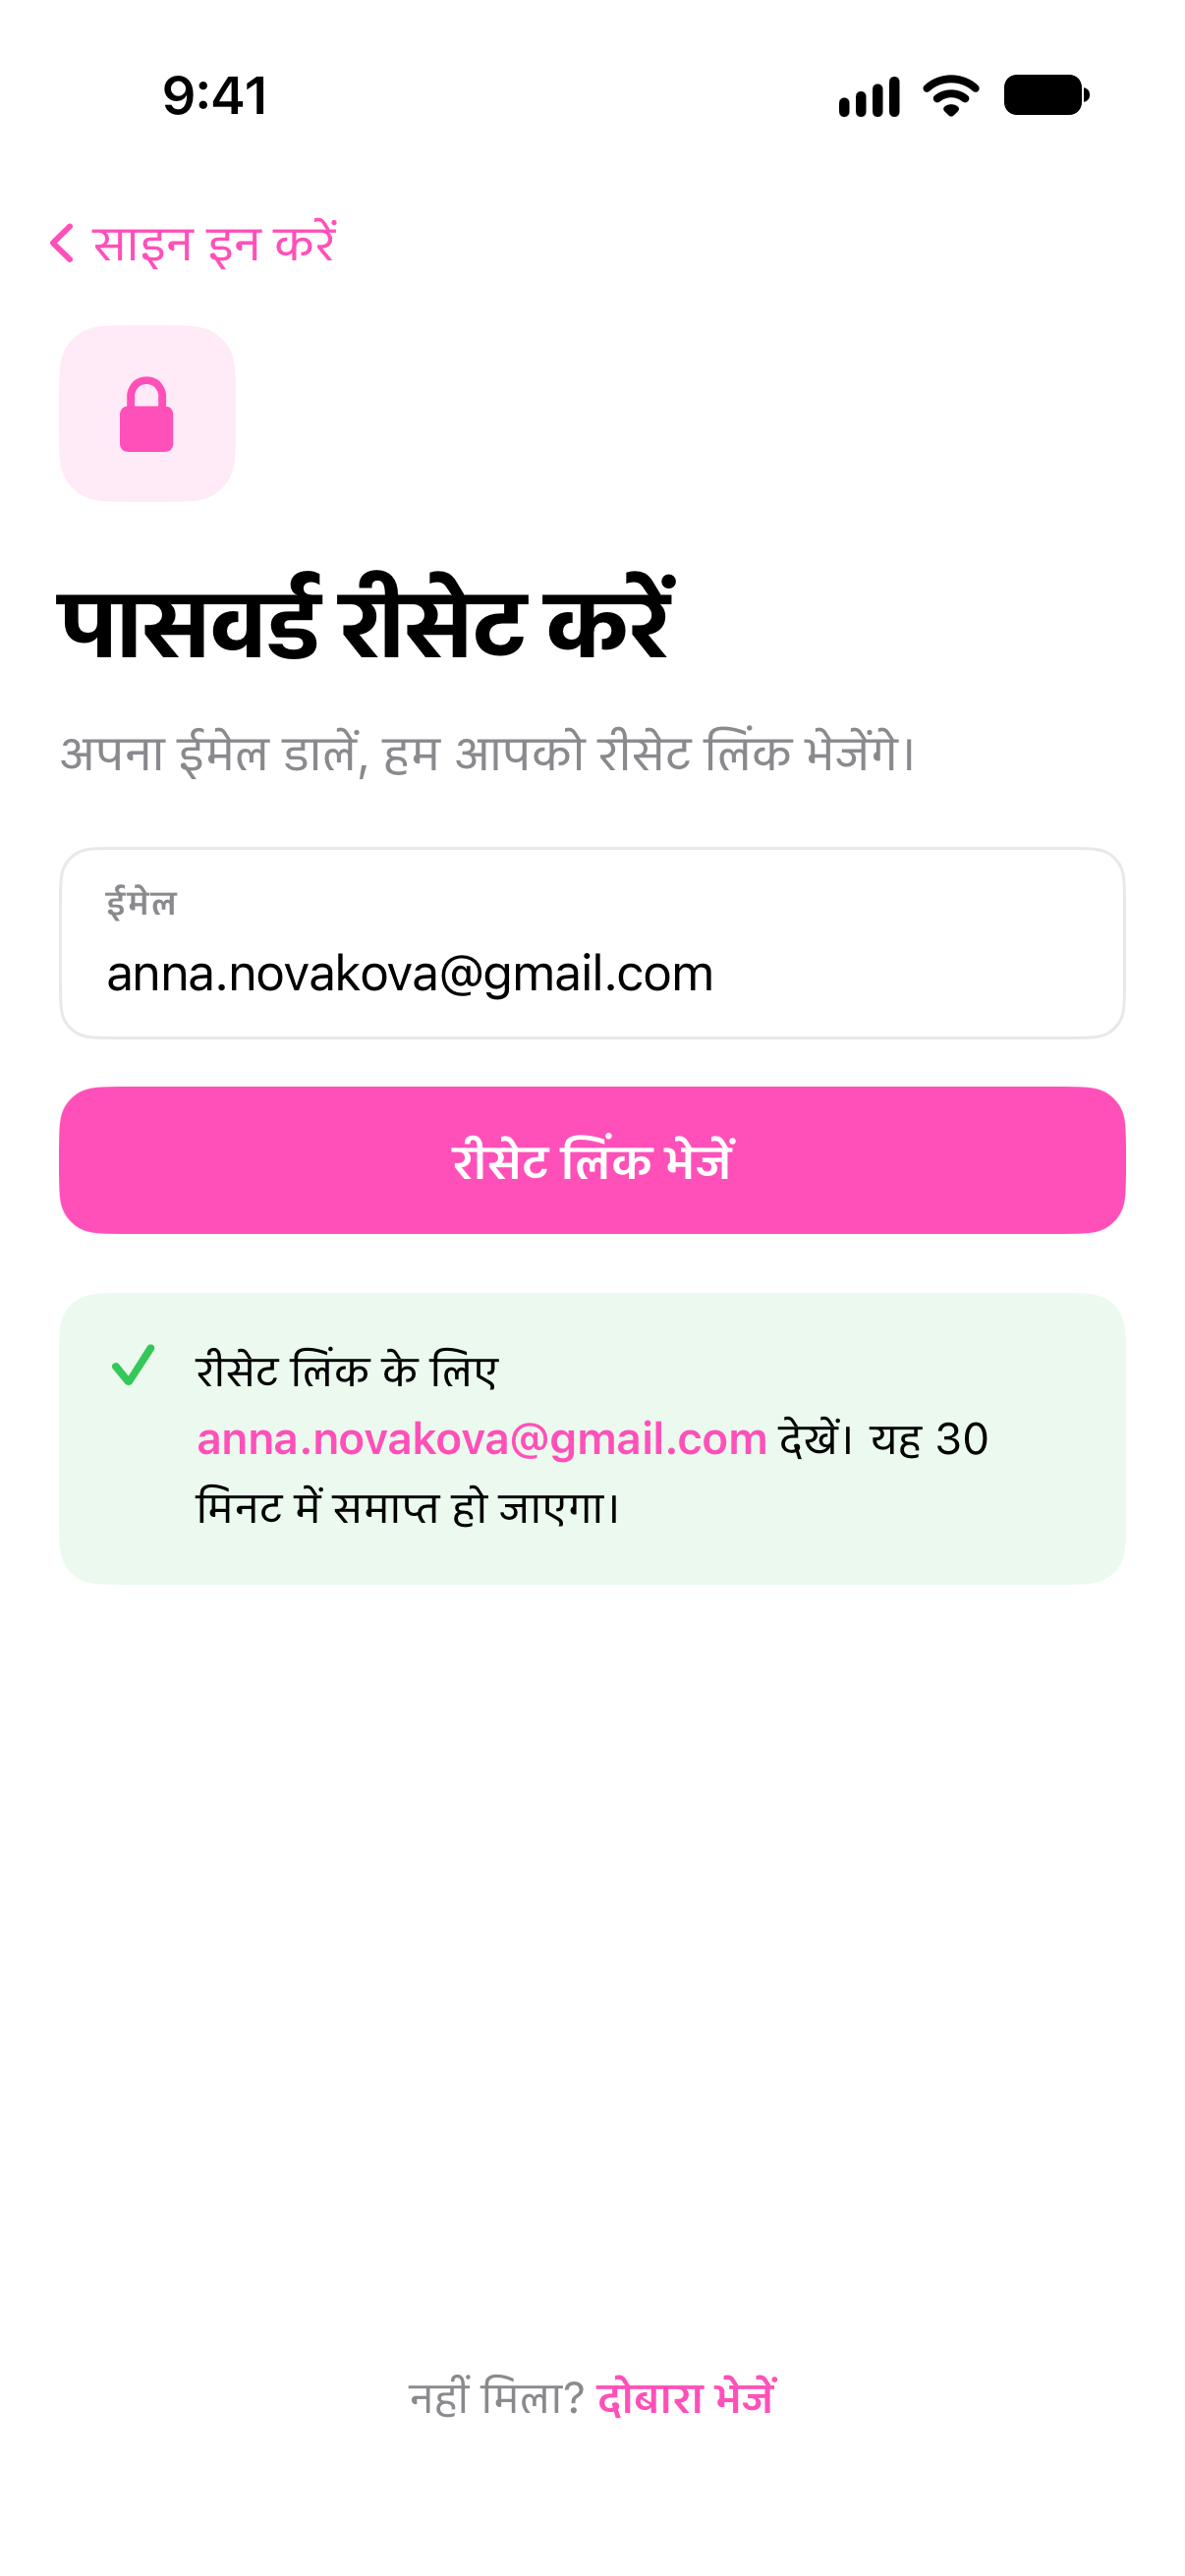 9:41
साइन इन करें
पासवर्ड रीसेट करें
अपना ईमेल डालें, हम आपको रीसेट लिंक भेजेंगे।
ईमेल
anna.novakova@gmail.com
रीसेट लिंक भेजें
रीसेट लिंक के लिए
anna.novakova@gmail.com देखें। यह 30
मिनट में समाप्त हो जाएगा।
नहीं मिला? दोबारा भेजें